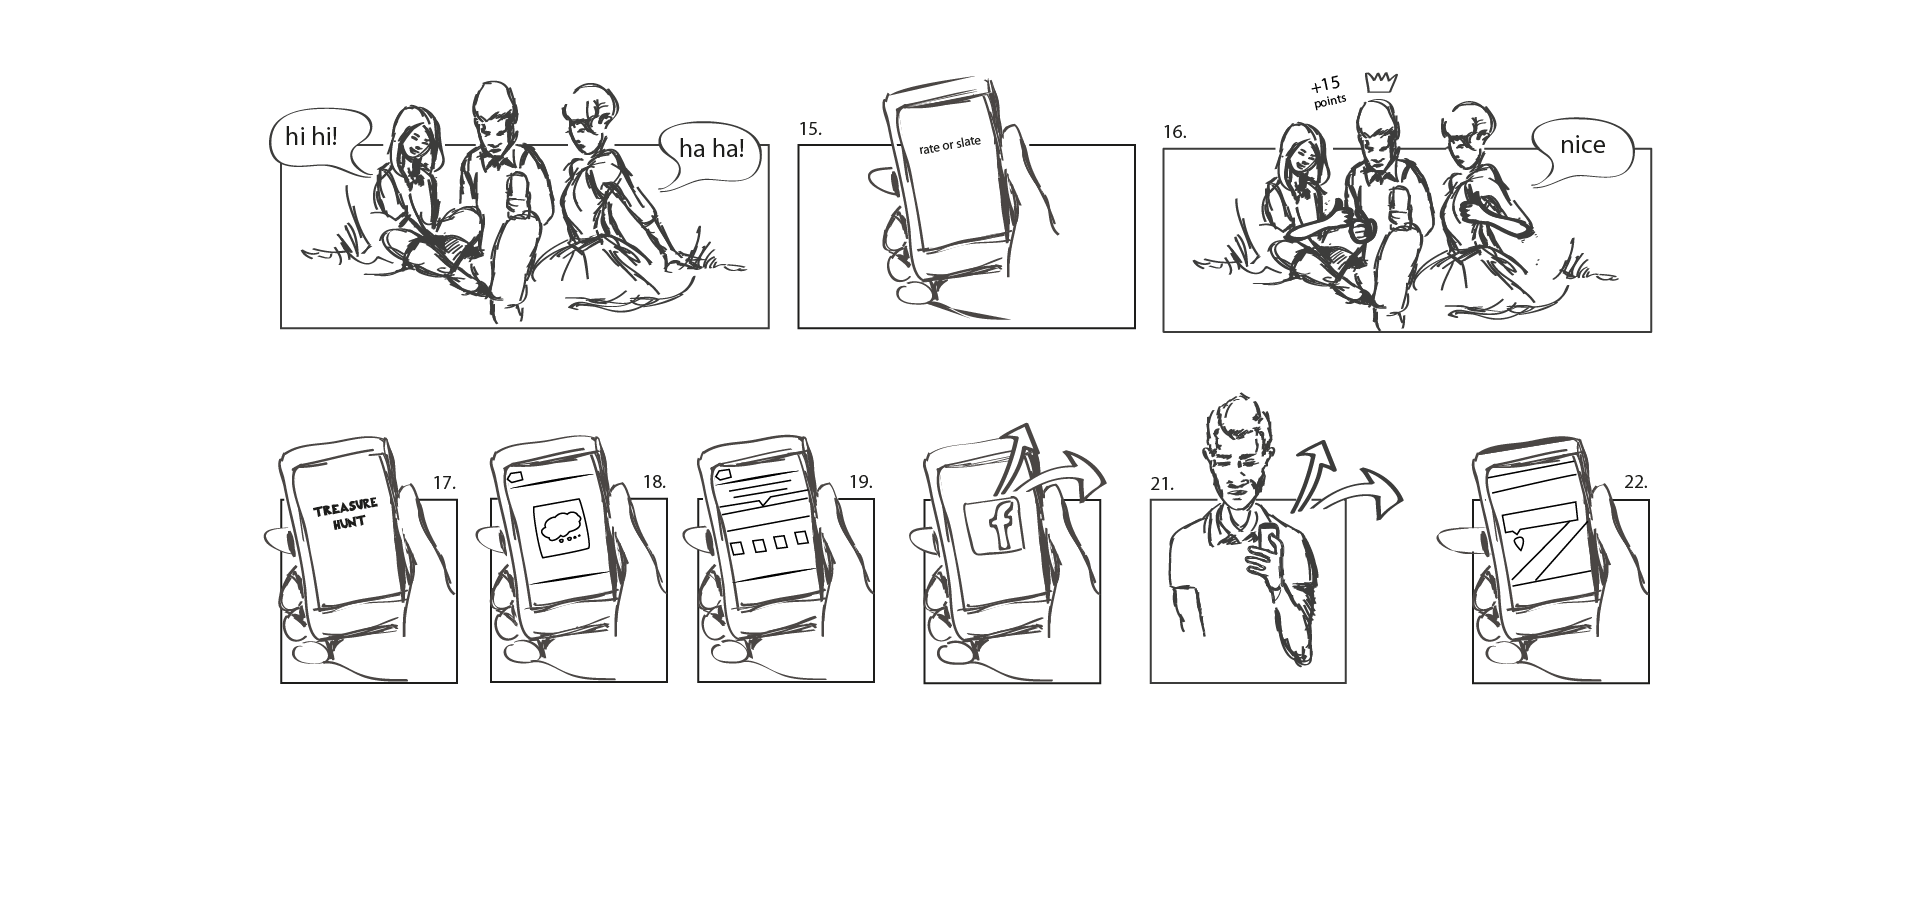 hi hi!
ha ha!
15.
rate or slate
16.
+15
points
nice
17.
TREASURE
HUNT
18.
19.
f
21.
22.